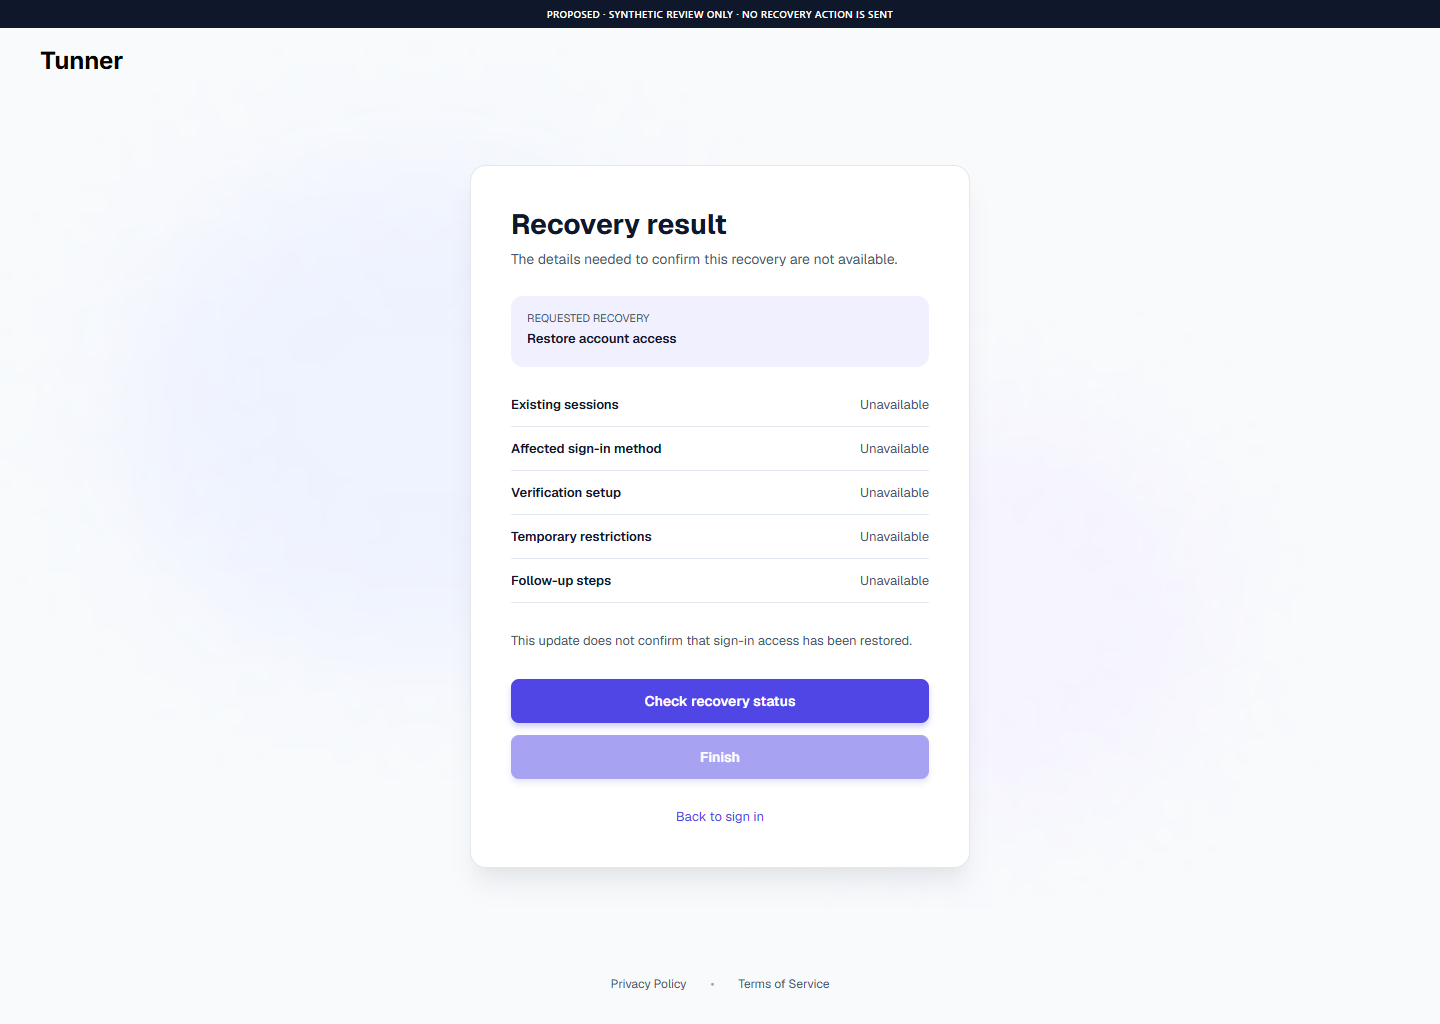 PROPOSED · SYNTHETIC REVIEW ONLY · NO RECOVERY ACTION IS SENT
Tunner
Recovery result
The details needed to confirm this recovery are not available.
REQUESTED RECOVERY
Restore account access
Existing sessions Unavailable
Affected sign-in method Unavailable
Verification setup Unavailable
Temporary restrictions Unavailable
Follow-up steps Unavailable
This update does not confirm that sign-in access has been restored.
Check recovery status
Finish
Back to sign in
Privacy Policy • Terms of Service